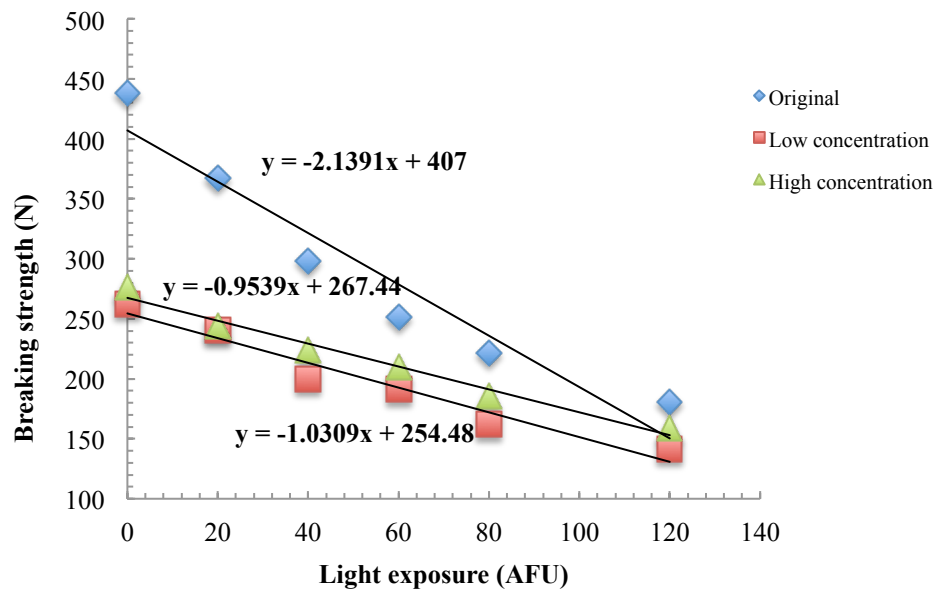 500
450
400
350
300
250
200
150
100
Breaking strength (N)
y = -2.1391x + 407
y = -0.9539x + 267.44
y = -1.0309x + 254.48
Original
Low concentration
High concentration
0 20 40 60 80 100 120 140
Light exposure (AFU)